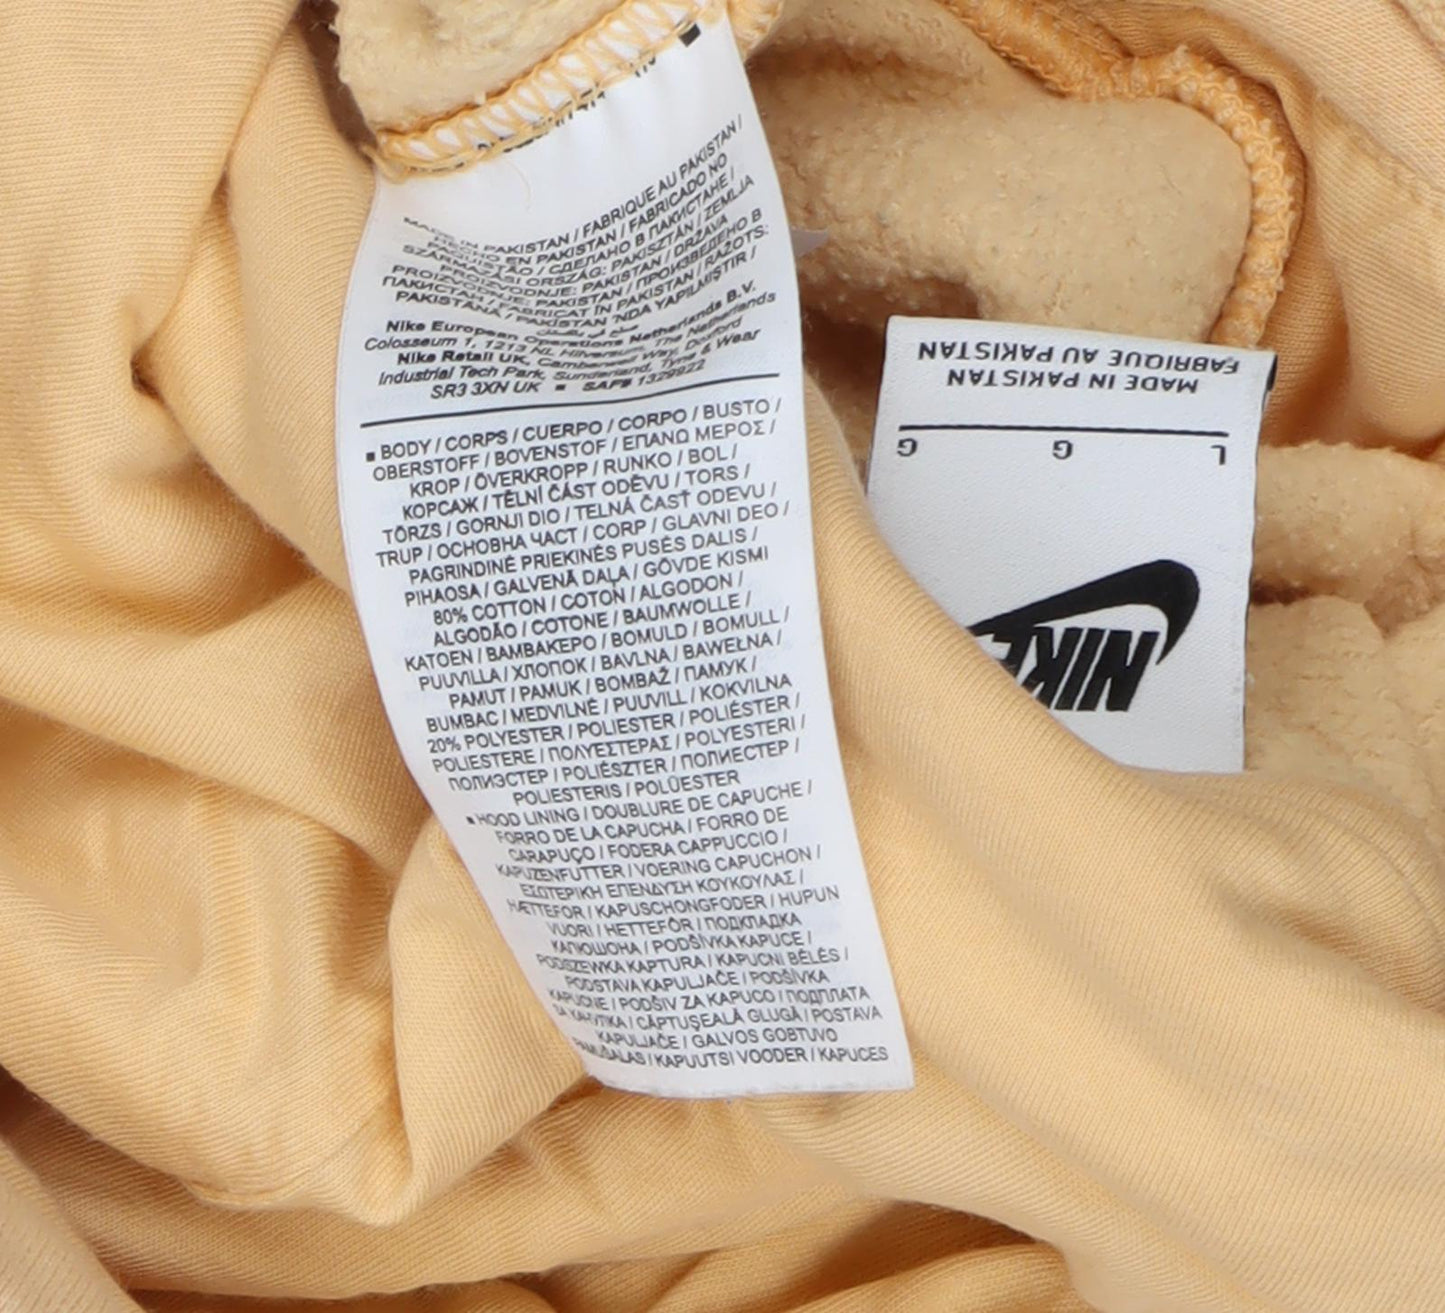 MADE IN PAKISTAN / FABRIQUE AU PAKISTAN /
HECHO EN PAKISTAN / FABRICADO NO
PAQUISTÃO / СДЕЛАНО В ПАКИСТАНЕ /
SZÁRMAZÁSI ORSZÁG: PAKISZTÁN / ZEMLJA
PROIZVODNJE: PAKISTAN / DRŽAVA
PROIZVODNJE: PAKISTAN / ПРОИЗВЕДЕНО В
ПАКИСТАН / FABRICAT ÎN PAKISTAN / RAŽOTS:
PAKISTĀNA / PAKİSTAN 'NDA YAPILMIŞTIR /
Nike European Operations Netherlands B.V.
Colosseum 1, 1213 NL Hilversum, The Netherlands
Nike Retail UK, Camberwell Way, Doxford
Industrial Tech Park, Sunderland, Tyne & Wear
SR3 3XN UK ▪ SAP# 1329922
▪ BODY / CORPS / CUERPO / CORPO / BUSTO /
OBERSTOFF / BOVENSTOF / ΕΠΑΝΩ ΜΕΡΟΣ /
KROP / ÖVERKROPP / RUNKO / BOL /
КОРСАЖ / TĚLNÍ ČÁST ODĚVU / TORS /
TÖRZS / GORNJI DIO / TELNÁ ČASŤ ODEVU /
TRUP / ОСНОВНА ЧАСТ / CORP / GLAVNI DEO /
PAGRINDINĖ PRIEKINĖS PUSĖS DALIS /
PIHAOSA / GALVENĀ DAĻA / GÖVDE KISMI
80% COTTON / COTON / ALGODON /
ALGODÃO / COTONE / BAUMWOLLE /
KATOEN / ΒΑΜΒΑΚΕΡΟ / BOMULD / BOMULL /
PUUVILLA / ХЛОПОК / BAVLNA / BAWEŁNA /
PAMUT / PAMUK / BOMBAŽ / ПАМУК /
BUMBAC / MEDVILNĖ / PUUVILL / KOKVILNA
20% POLYESTER / POLIESTER / POLIÉSTER /
POLIESTERE / ΠΟΛΥΕΣΤΕΡΑΣ / POLYESTERI /
ПОЛИЭСТЕР / POLIÉSZTER / ПОЛИЕСТЕР /
POLIESTERIS / POLÜESTER
▪ HOOD LINING / DOUBLURE DE CAPUCHE /
FORRO DE LA CAPUCHA / FORRO DE
CARAPUÇO / FODERA CAPPUCCIO /
KAPUZENFUTTER / VOERING CAPUCHON /
ΕΣΩΤΕΡΙΚΗ ΕΠΕΝΔΥΣΗ ΚΟΥΚΟΥΛΑΣ /
HÆTTEFOR / KAPUSCHONGFODER / HUPUN
VUORI / HETTEFÔR / ПОДКЛАДКА
КАПЮШОНА / PODŠÍVKA KAPUCE /
PODSZEWKA KAPTURA / KAPUCNI BÉLÉS /
PODSTAVA KAPULJAČE / PODŠÍVKA
KAPUCNE / PODŠIV ZA KAPUCO / ПОДПЛАТА
/ CĂPTUŞEALĂ GLUGĂ / POSTAVA
KAPULJAČE / GALVOS GOBTUVO
PAMUŠALAS / KAPUUTSI VOODER / KAPUCES
NIKE
L G G
MADE IN PAKISTAN
FABRIQUE AU PAKISTAN